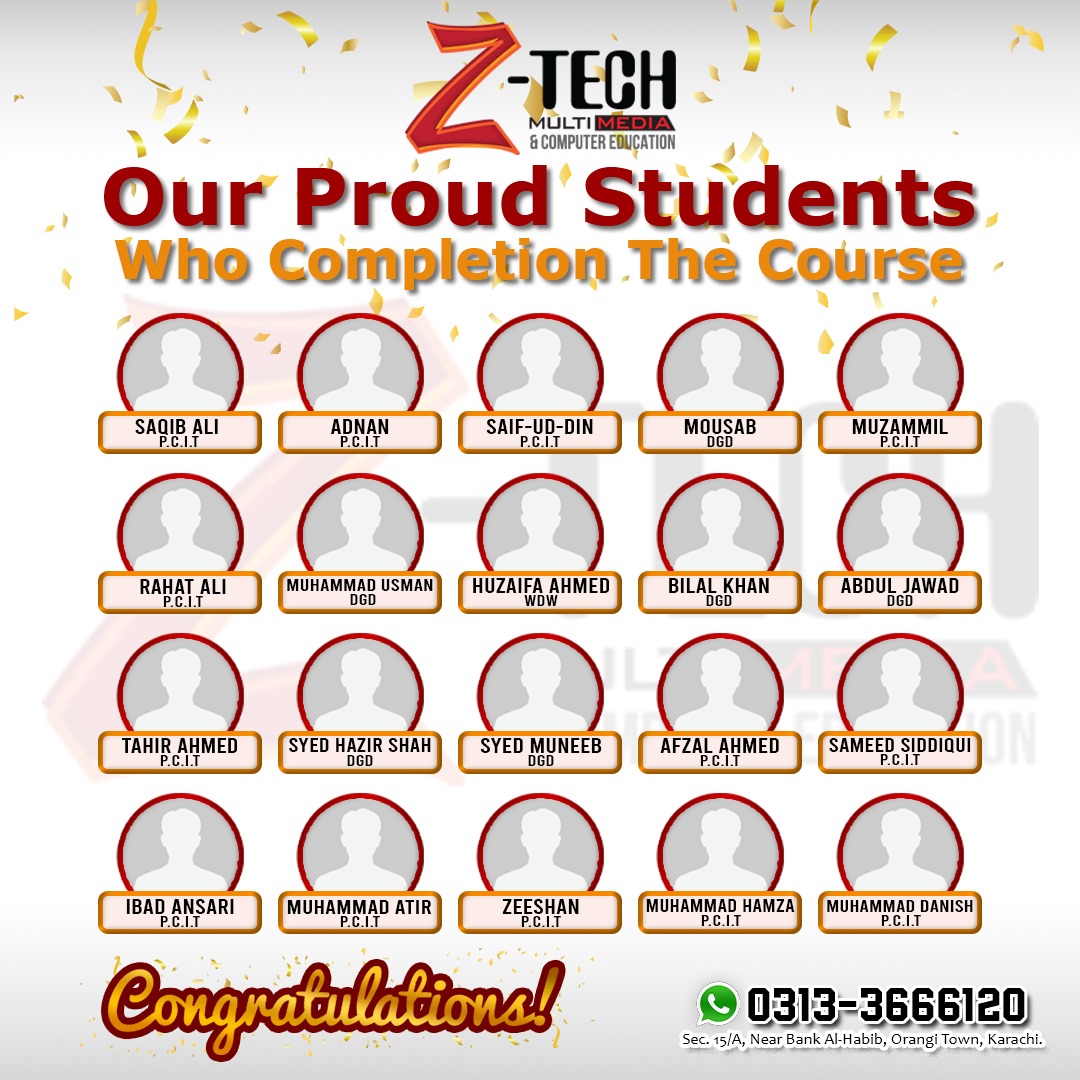 Z-TECH
MULTIMEDIA
& COMPUTER EDUCATION
Our Proud Students
Who Completion The Course
SAQIB ALI
P.C.I.T
ADNAN
P.C.I.T
SAIF-UD-DIN
P.C.I.T
MOUSAB
DGD
MUZAMMIL
P.C.I.T
RAHAT ALI
P.C.I.T
MUHAMMAD USMAN
DGD
HUZAIFA AHMED
WDW
BILAL KHAN
DGD
ABDUL JAWAD
DGD
TAHIR AHMED
P.C.I.T
SYED HAZIR SHAH
DGD
SYED MUNEEB
DGD
AFZAL AHMED
P.C.I.T
SAMEED SIDDIQUI
P.C.I.T
IBAD ANSARI
P.C.I.T
MUHAMMAD ATIR
P.C.I.T
ZEESHAN
P.C.I.T
MUHAMMAD HAMZA
P.C.I.T
MUHAMMAD DANISH
P.C.I.T
Congratulations!
0313-3666120
Sec. 15/A, Near Bank Al-Habib, Orangi Town, Karachi.